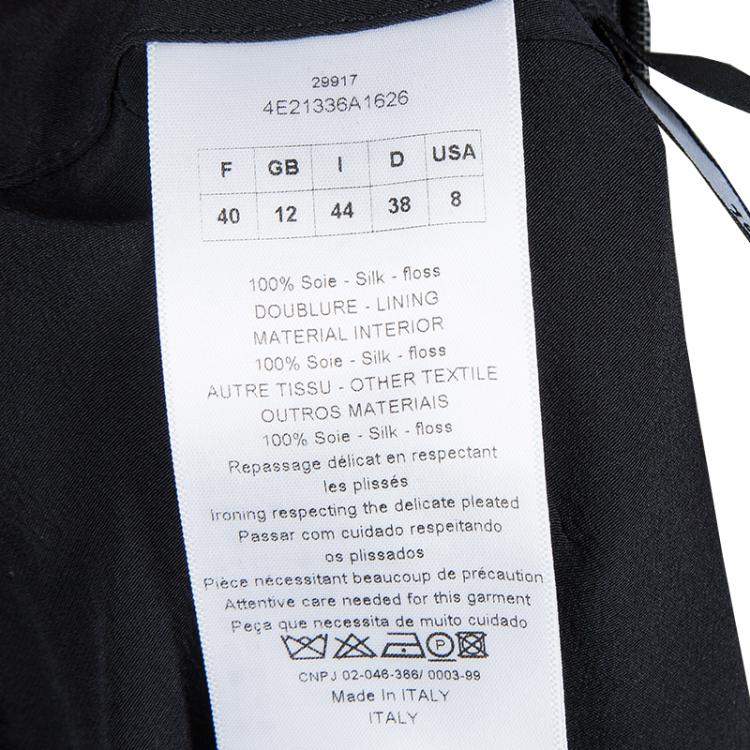 29917
4E21336A1626
F GB I D USA
40 12 44 38 8
100% Soie - Silk - floss
DOUBLURE - LINING
MATERIAL INTERIOR
100% Soie - Silk - floss
AUTRE TISSU - OTHER TEXTILE
OUTROS MATERIAIS
100% Soie - Silk - floss
Repassage délicat en respectant
les plissés
Ironing respecting the delicate pleated
Passar com cuidado respeitando
os plissados
Pièce nécessitant beaucoup de précaution
Attentive care needed for this garment
Peça que necessita de muito cuidado
P
CNPJ 02-046-366/ 0003-99
Made In ITALY
ITALY